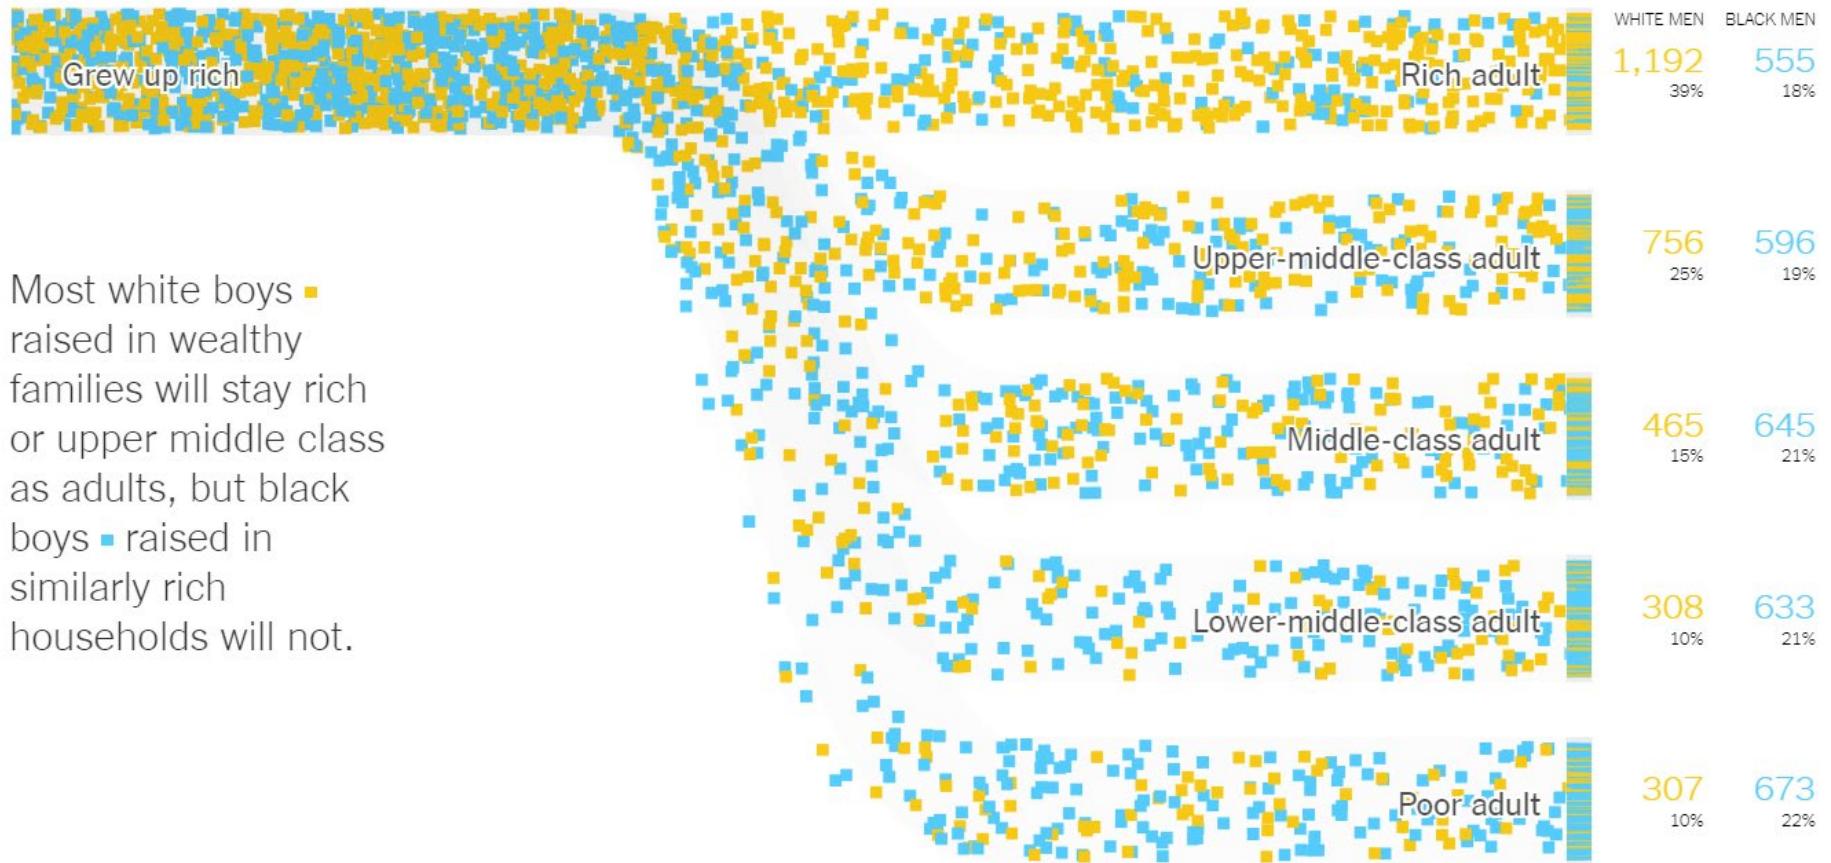 WHITE MEN BLACK MEN
Grew up rich
Rich adult
1,192 555
39% 18%
Upper-middle-class adult
756 596
25% 19%
Most white boys
raised in wealthy
families will stay rich
or upper middle class
as adults, but black
boys raised in
similarly rich
households will not.
Middle-class adult
465 645
15% 21%
Lower-middle-class adult
308 633
10% 21%
Poor adult
307 673
10% 22%